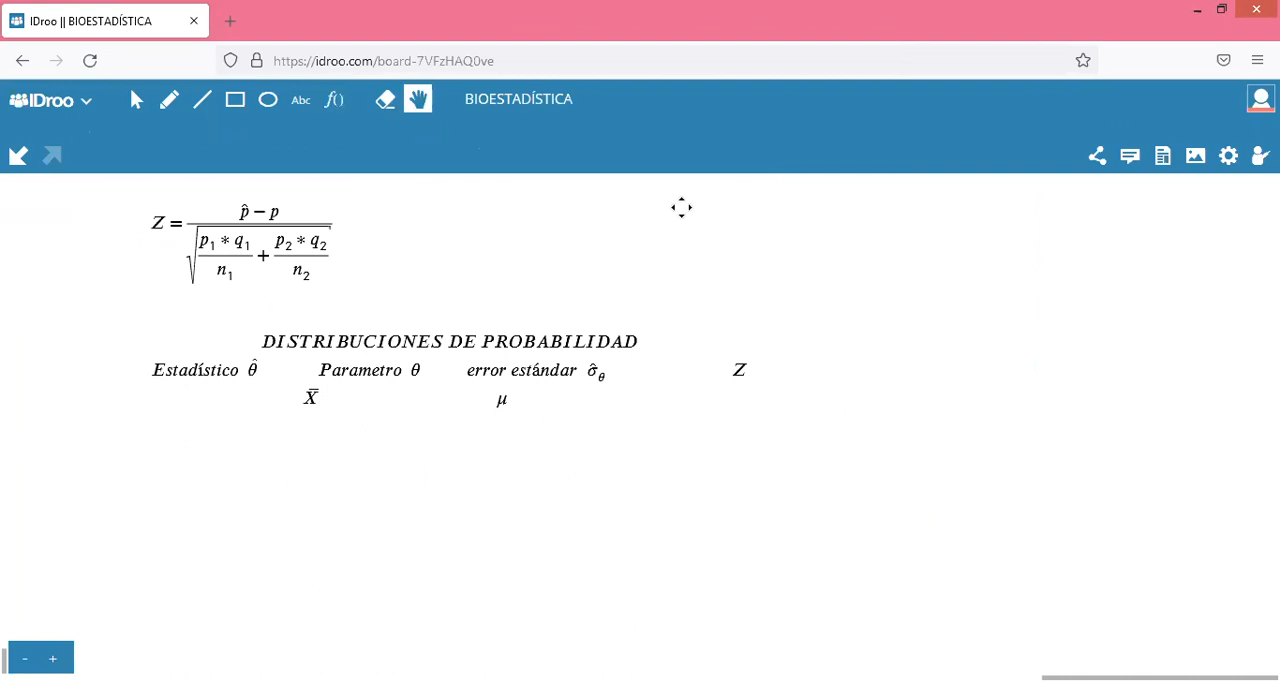 IDroo || BIOESTADÍSTICA
https://idroo.com/board-7VFzHAQ0ve
IDroo Abc f() BIOESTADÍSTICA
Z = (p̂ − p) / √(p₁ * q₁ / n₁ + p₂ * q₂ / n₂)
DISTRIBUCIONES DE PROBABILIDAD
Estadístico θ̂ Parametro θ error estándar σ̂_θ Z
X̅ μ
- +